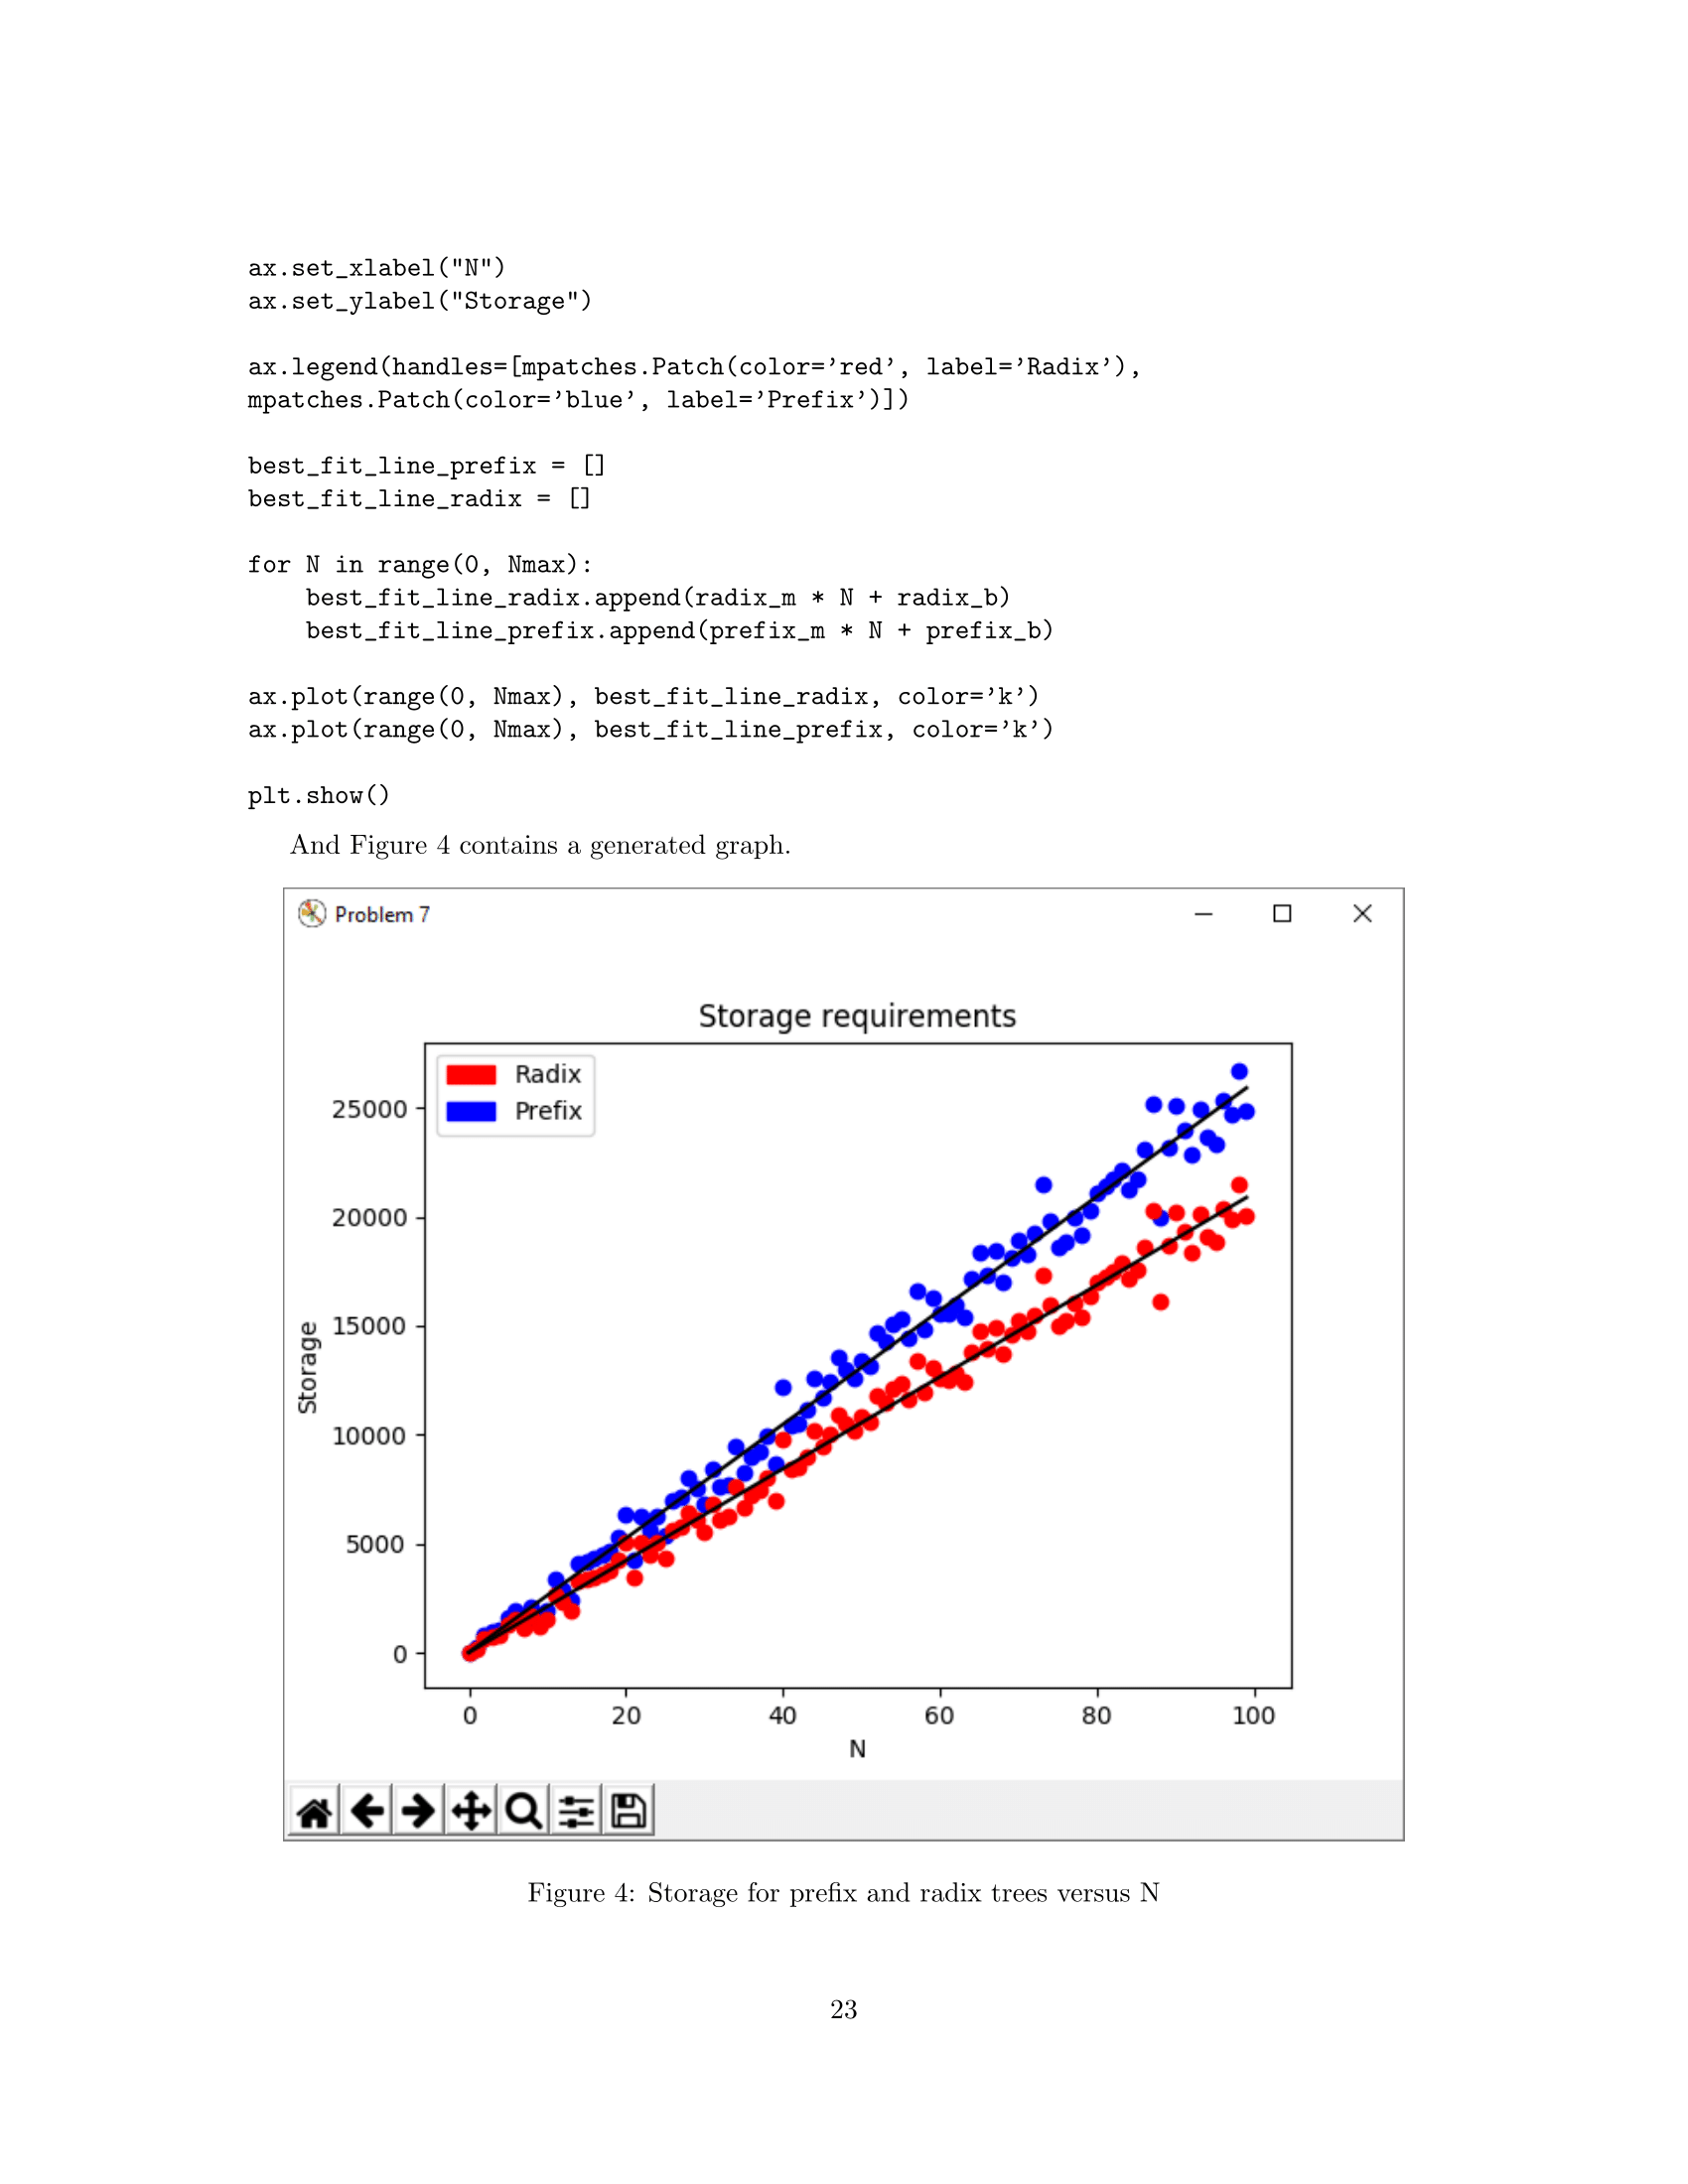 ax.set_xlabel("N")
ax.set_ylabel("Storage")
ax.legend(handles=[mpatches.Patch(color=’red’, label=’Radix’),
mpatches.Patch(color=’blue’, label=’Prefix’)])
best_fit_line_prefix = []
best_fit_line_radix = []
for N in range(0, Nmax):
    best_fit_line_radix.append(radix_m * N + radix_b)
    best_fit_line_prefix.append(prefix_m * N + prefix_b)
ax.plot(range(0, Nmax), best_fit_line_radix, color=’k’)
ax.plot(range(0, Nmax), best_fit_line_prefix, color=’k’)
plt.show()
And Figure 4 contains a generated graph.
Problem 7
Storage requirements
Radix
Prefix
25000
20000
15000
10000
5000
0
Storage
0 20 40 60 80 100
N
Figure 4: Storage for prefix and radix trees versus N
23